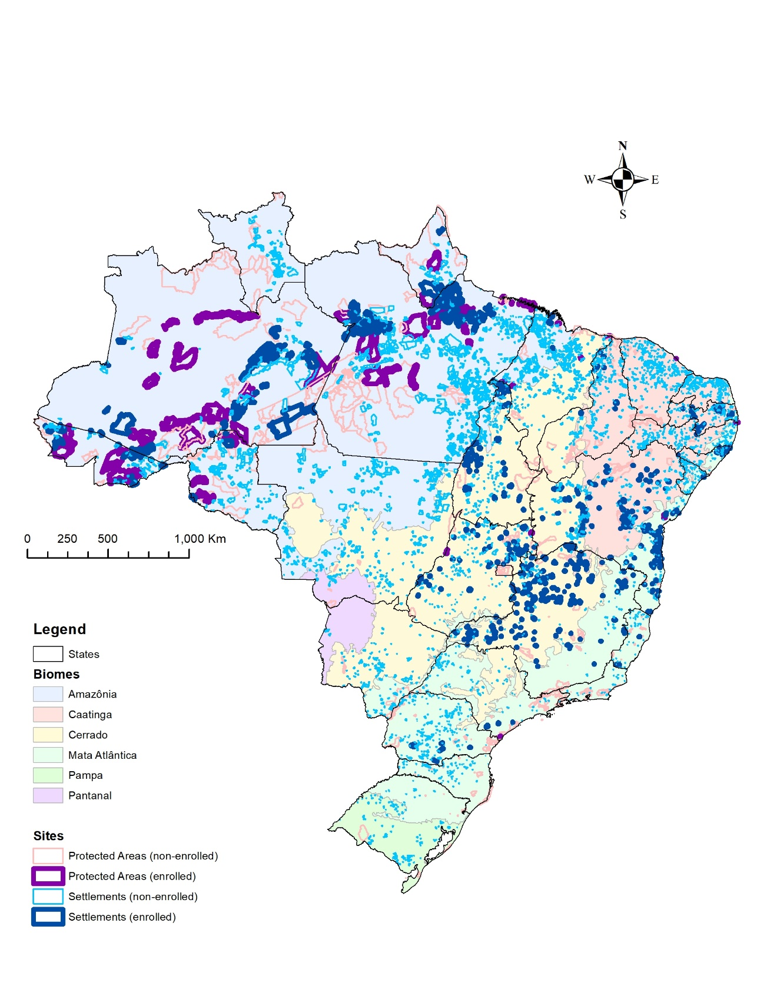 N
W E
S
0 250 500 1,000 Km
Legend
States
Biomes
Amazônia
Caatinga
Cerrado
Mata Atlântica
Pampa
Pantanal
Sites
Protected Areas (non-enrolled)
Protected Areas (enrolled)
Settlements (non-enrolled)
Settlements (enrolled)